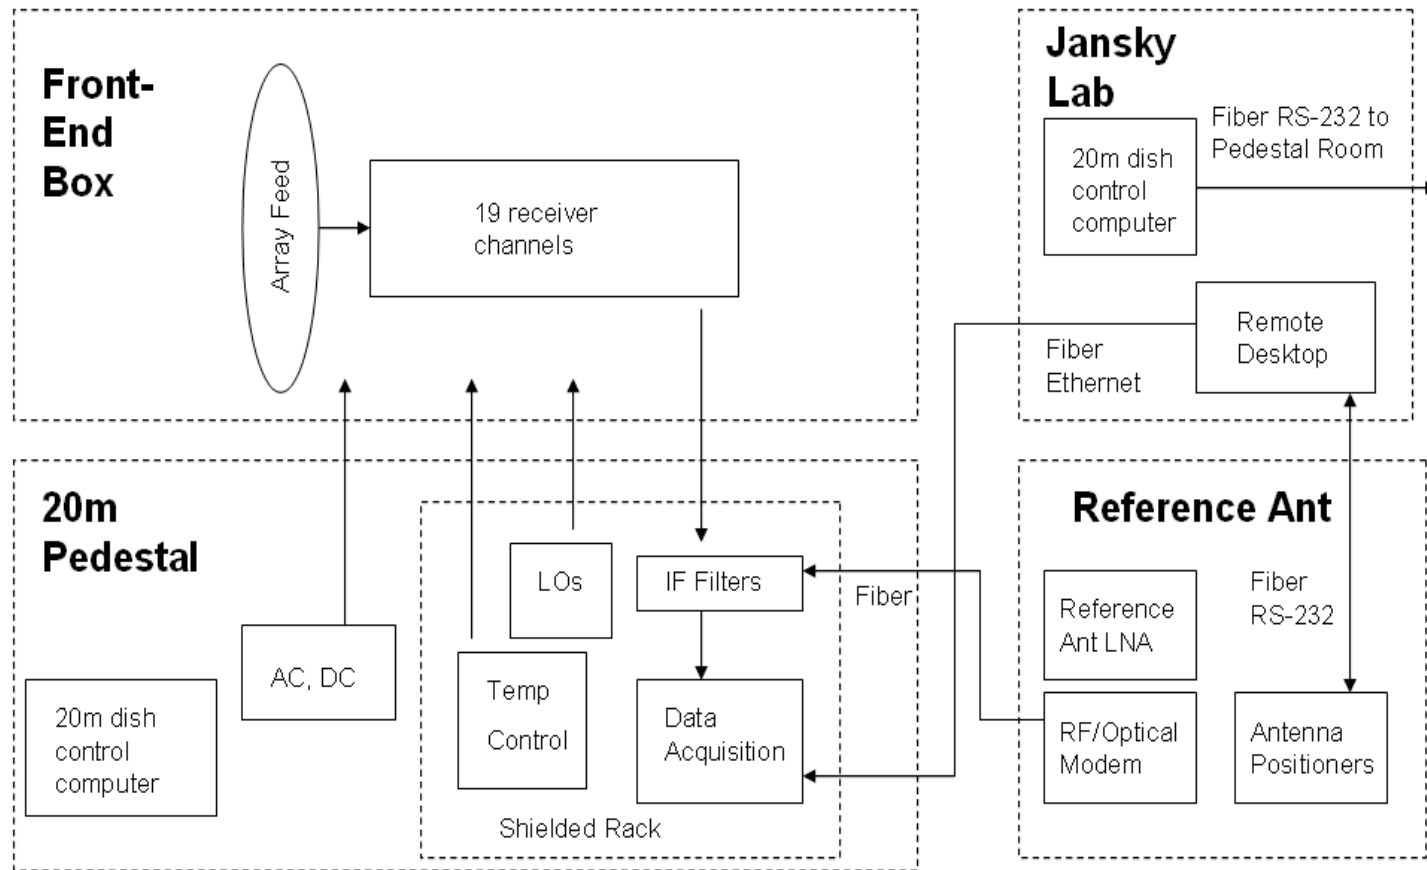 Front-
End
Box
Array Feed
19 receiver
channels
Jansky
Lab
20m dish
control
computer
Fiber RS-232 to
Pedestal Room
Remote
Desktop
Fiber
Ethernet
20m
Pedestal
20m dish
control
computer
AC, DC
LOs
Temp
Control
IF Filters
Data
Acquisition
Shielded Rack
Fiber
Reference Ant
Reference
Ant LNA
Fiber
RS-232
RF/Optical
Modem
Antenna
Positioners